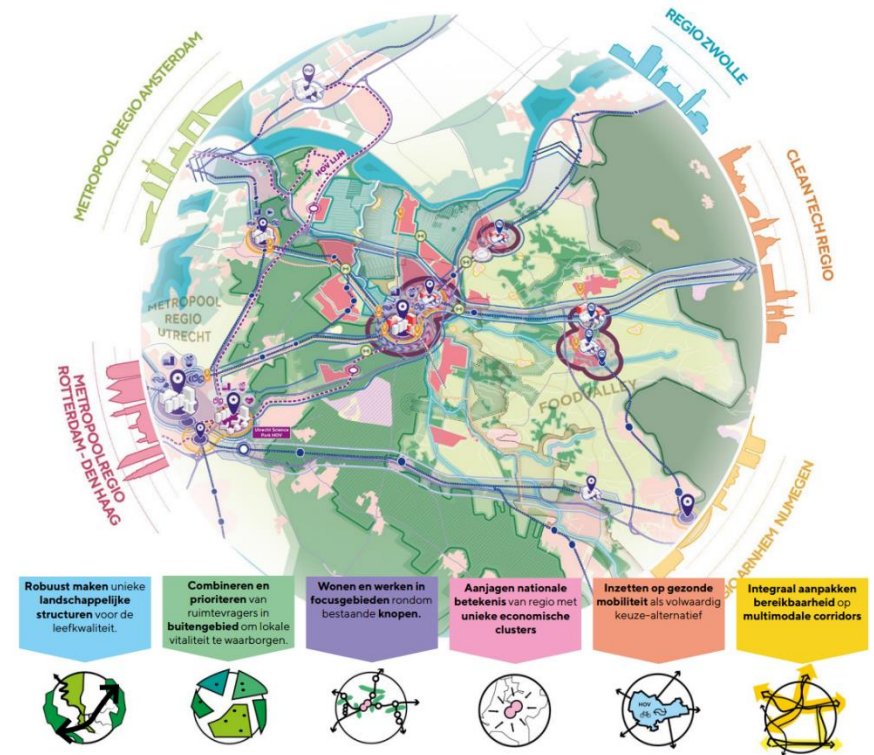 METROPOOL REGIO AMSTERDAM
REGIO ZWOLLE
CLEANTECH REGIO
HOV LIJN
METROPOOL
REGIO
UTRECHT
METROPOOLREGIO
ROTTERDAM - DEN HAAG
FOODVALLEY
Utrecht Science
Park HOV
REGIO ARNHEM NIJMEGEN
Robuust maken unieke
landschappelijke
structuren voor de
leefkwaliteit.
Combineren en
prioriteren van
ruimtevragers in
buitengebied om lokale
vitaliteit te waarborgen.
Wonen en werken in
focusgebieden rondom
bestaande knopen.
Aanjagen nationale
betekenis van regio met
unieke economische
clusters
Inzetten op gezonde
mobiliteit als volwaardig
keuze-alternatief
Integraal aanpakken
bereikbaarheid op
multimodale corridors
HOV